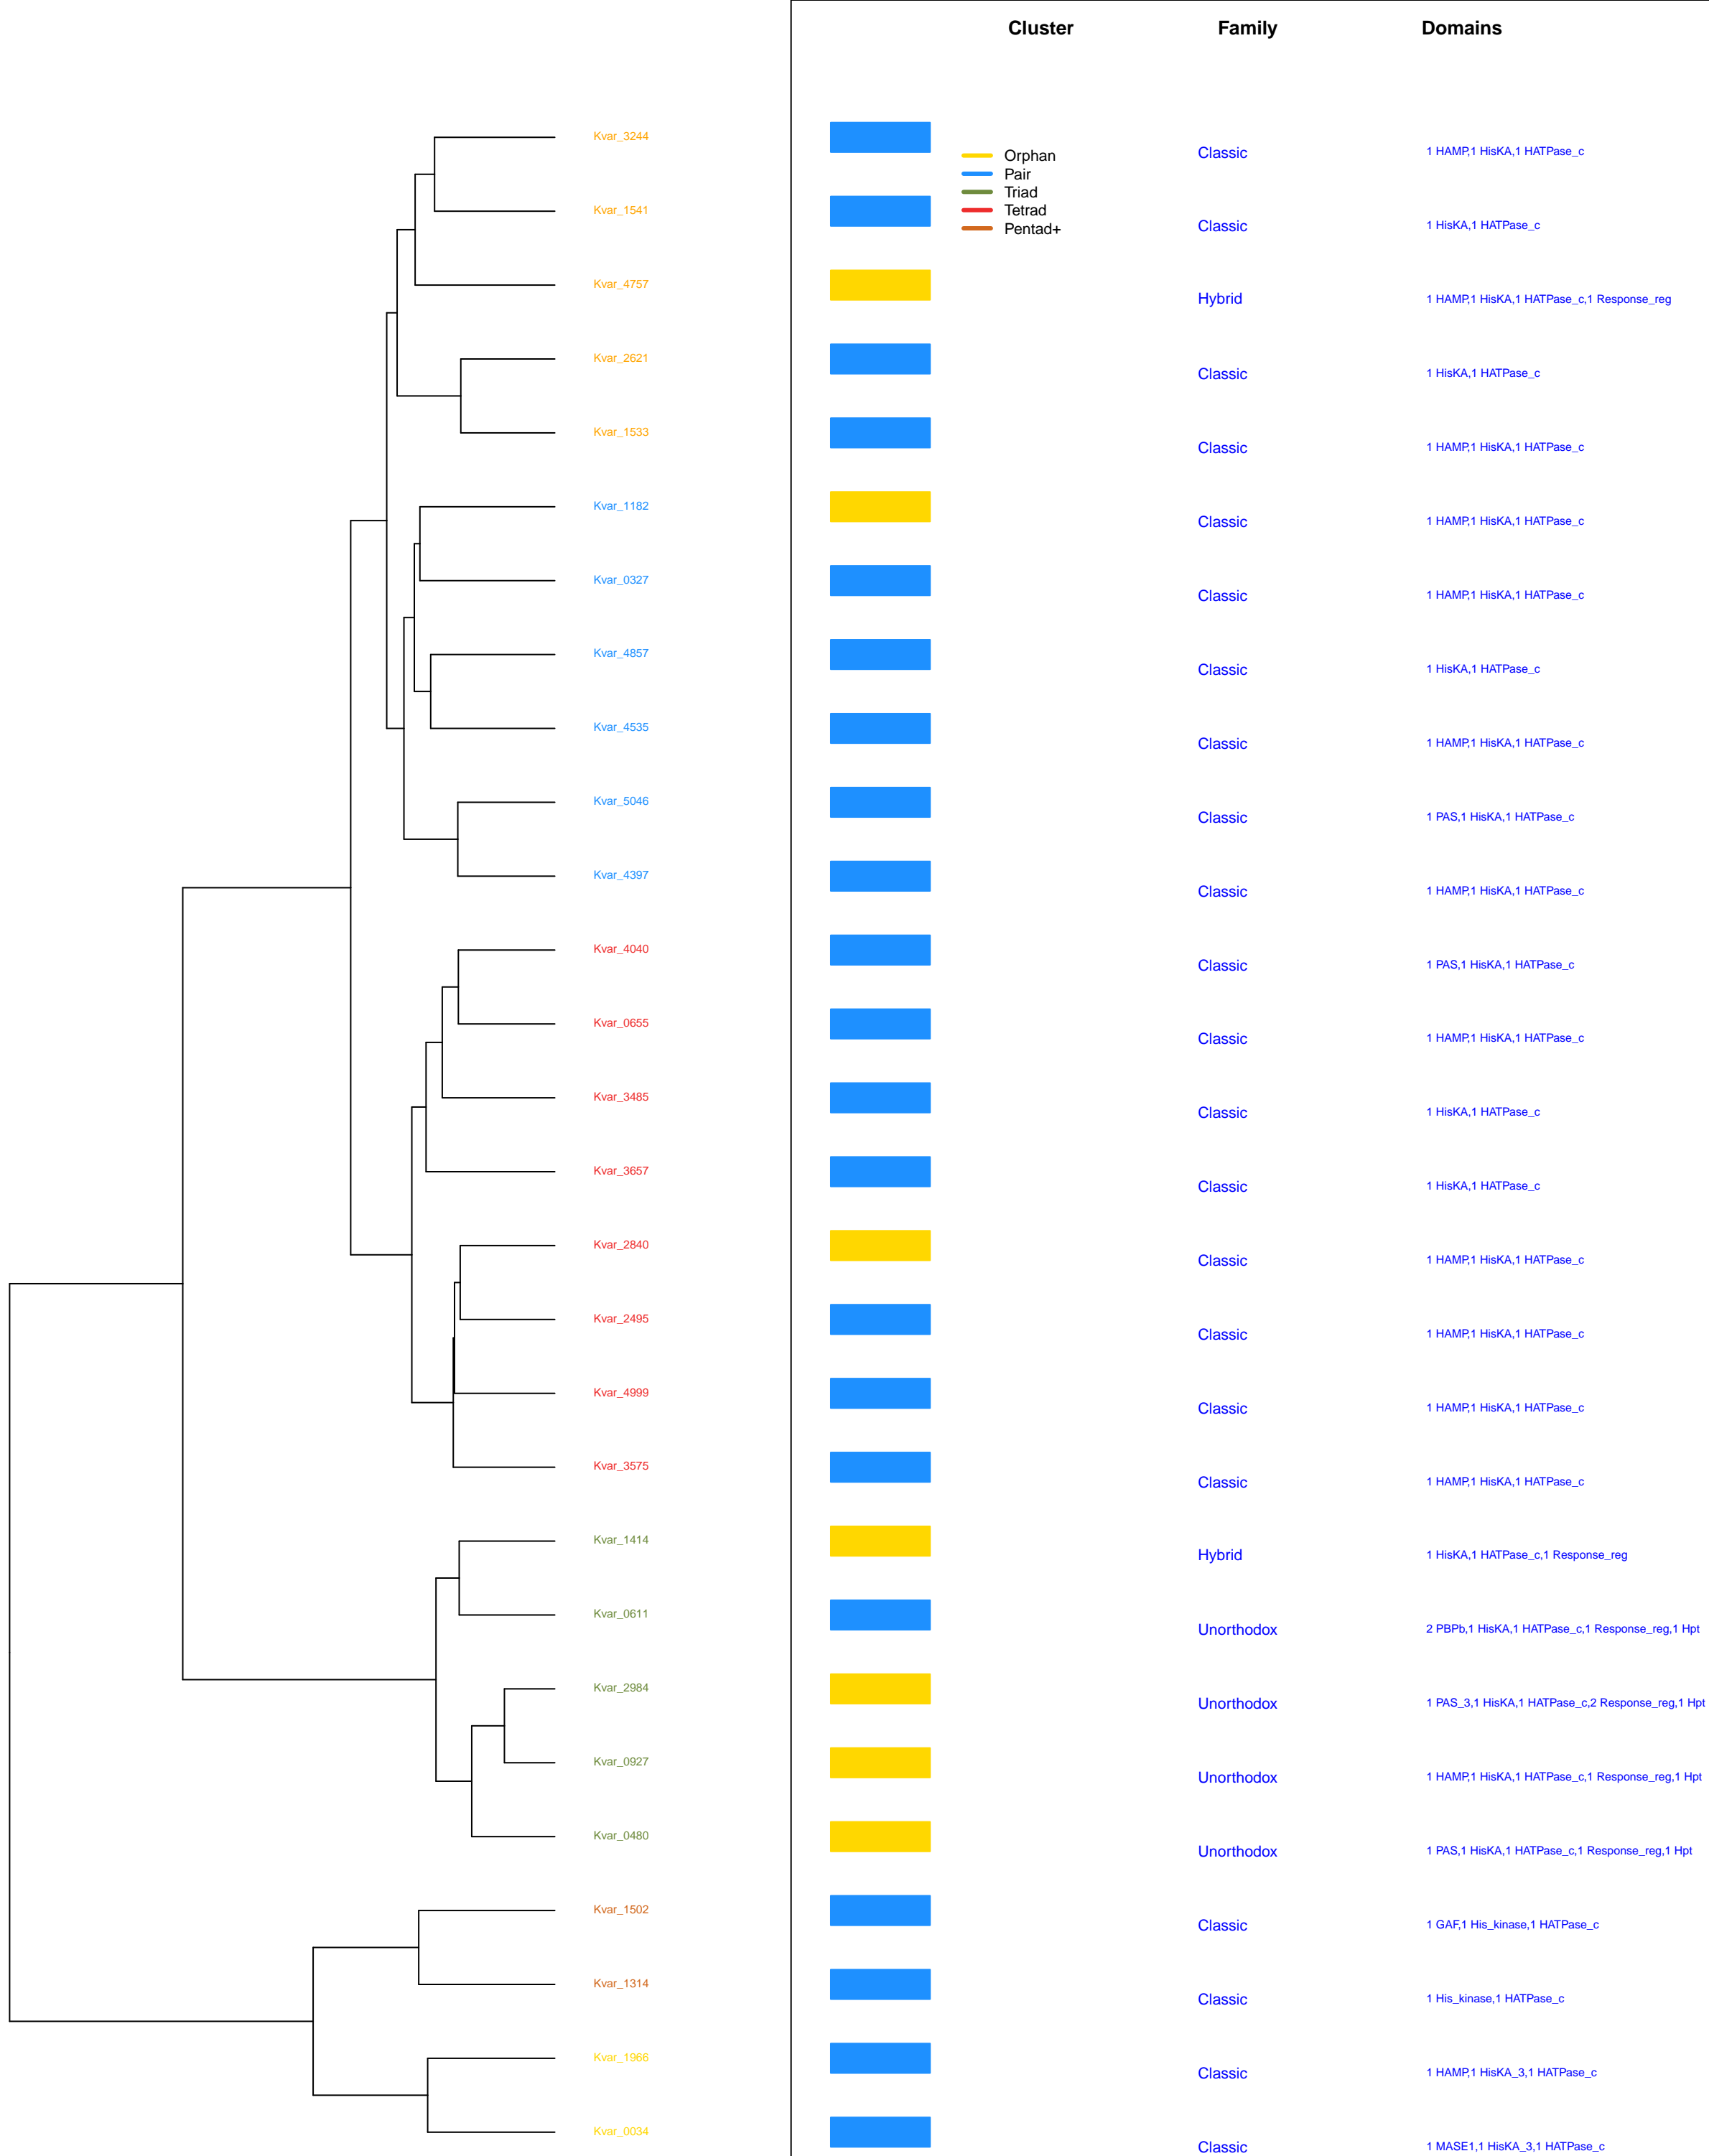 Cluster Family Domains
Kvar_3244 Classic 1 HAMP,1 HisKA,1 HATPase_c
Orphan
Pair
Triad
Tetrad
Pentad+
Kvar_1541 Classic 1 HisKA,1 HATPase_c
Kvar_4757 Hybrid 1 HAMP,1 HisKA,1 HATPase_c,1 Response_reg
Kvar_2621 Classic 1 HisKA,1 HATPase_c
Kvar_1533 Classic 1 HAMP,1 HisKA,1 HATPase_c
Kvar_1182 Classic 1 HAMP,1 HisKA,1 HATPase_c
Kvar_0327 Classic 1 HAMP,1 HisKA,1 HATPase_c
Kvar_4857 Classic 1 HisKA,1 HATPase_c
Kvar_4535 Classic 1 HAMP,1 HisKA,1 HATPase_c
Kvar_5046 Classic 1 PAS,1 HisKA,1 HATPase_c
Kvar_4397 Classic 1 HAMP,1 HisKA,1 HATPase_c
Kvar_4040 Classic 1 PAS,1 HisKA,1 HATPase_c
Kvar_0655 Classic 1 HAMP,1 HisKA,1 HATPase_c
Kvar_3485 Classic 1 HisKA,1 HATPase_c
Kvar_3657 Classic 1 HisKA,1 HATPase_c
Kvar_2840 Classic 1 HAMP,1 HisKA,1 HATPase_c
Kvar_2495 Classic 1 HAMP,1 HisKA,1 HATPase_c
Kvar_4999 Classic 1 HAMP,1 HisKA,1 HATPase_c
Kvar_3575 Classic 1 HAMP,1 HisKA,1 HATPase_c
Kvar_1414 Hybrid 1 HisKA,1 HATPase_c,1 Response_reg
Kvar_0611 Unorthodox 2 PBPb,1 HisKA,1 HATPase_c,1 Response_reg,1 Hpt
Kvar_2984 Unorthodox 1 PAS_3,1 HisKA,1 HATPase_c,2 Response_reg,1 Hpt
Kvar_0927 Unorthodox 1 HAMP,1 HisKA,1 HATPase_c,1 Response_reg,1 Hpt
Kvar_0480 Unorthodox 1 PAS,1 HisKA,1 HATPase_c,1 Response_reg,1 Hpt
Kvar_1502 Classic 1 GAF,1 His_kinase,1 HATPase_c
Kvar_1314 Classic 1 His_kinase,1 HATPase_c
Kvar_1966 Classic 1 HAMP,1 HisKA_3,1 HATPase_c
Kvar_0034 Classic 1 MASE1,1 HisKA_3,1 HATPase_c